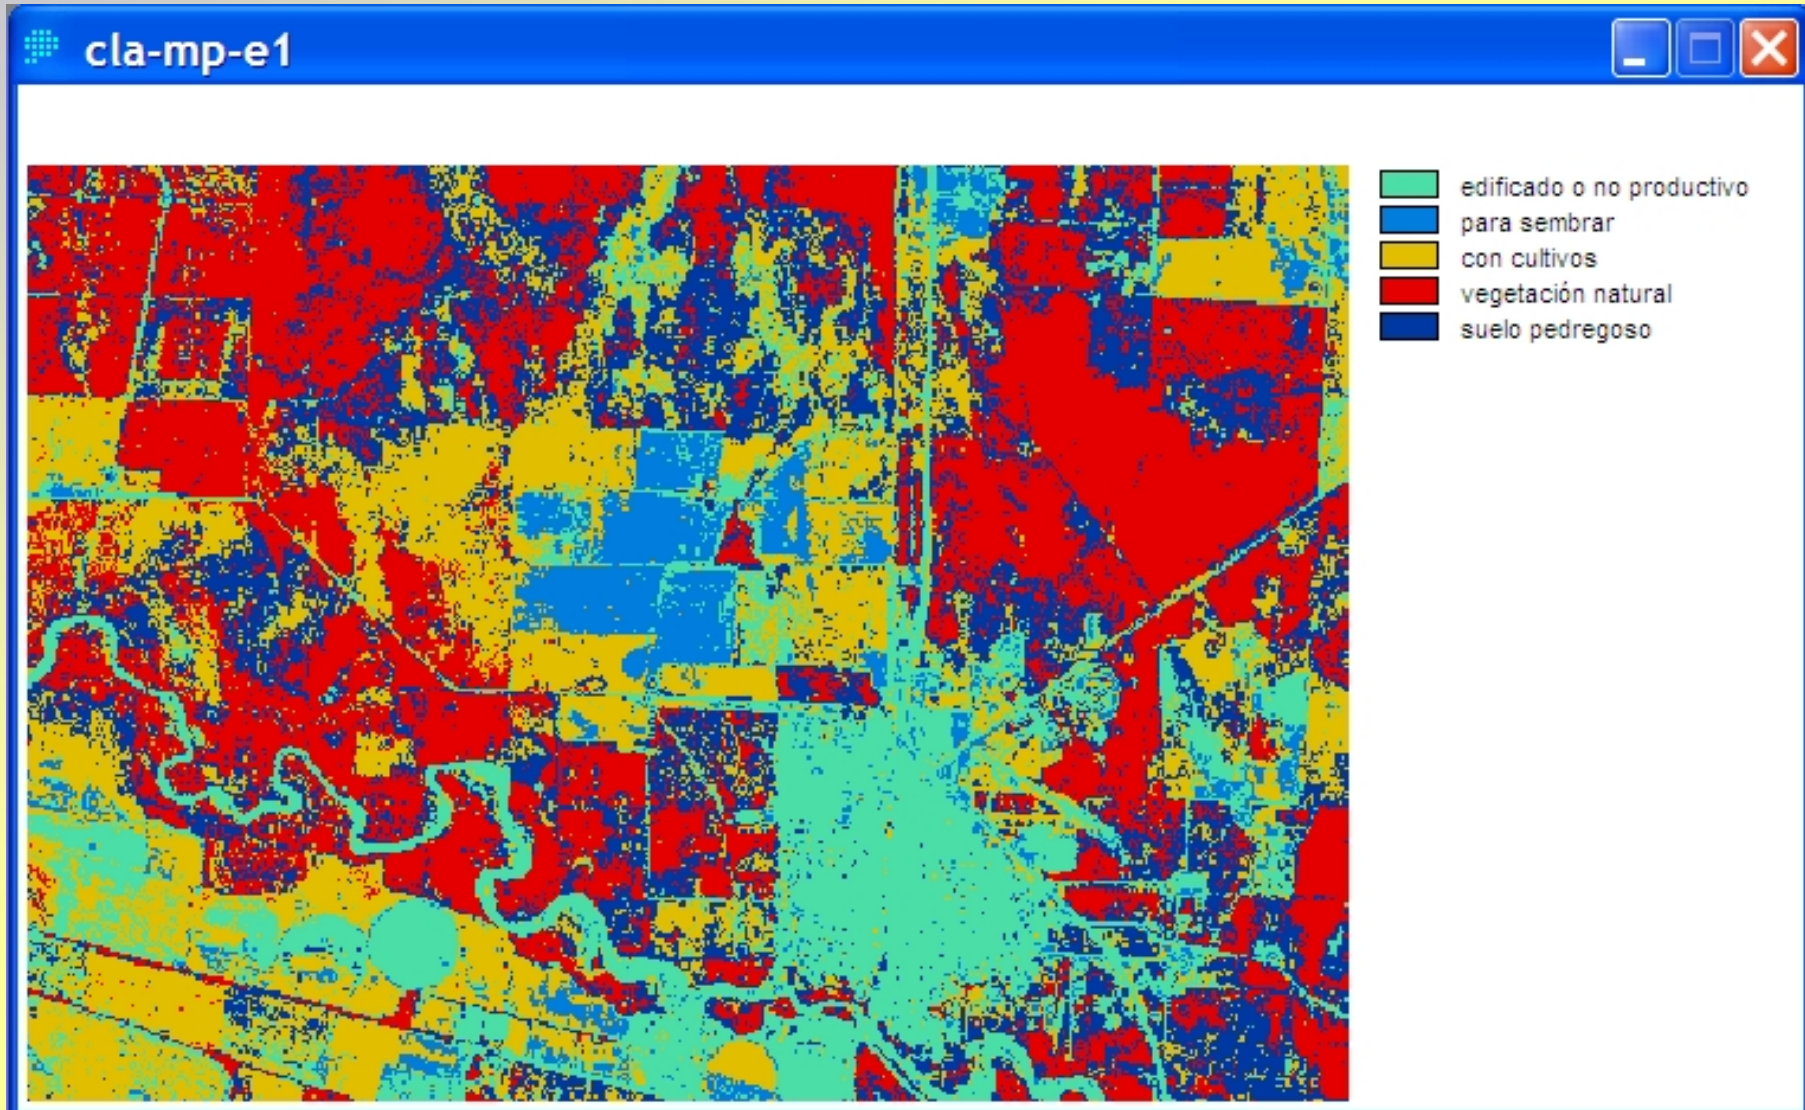 cla-mp-e1
edificado o no productivo
para sembrar
con cultivos
vegetación natural
suelo pedregoso